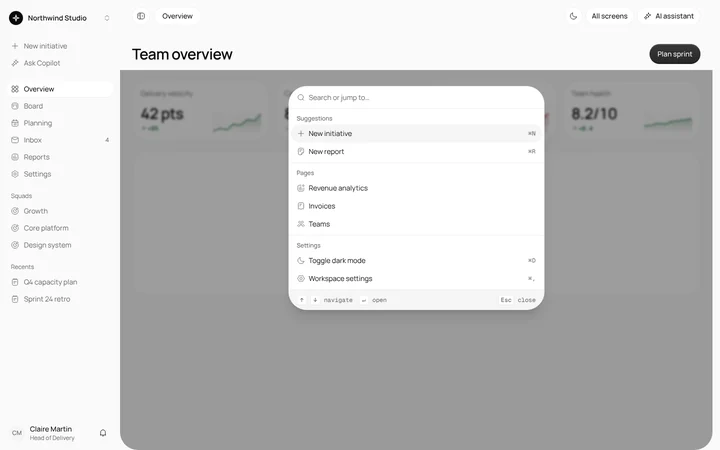 Northwind Studio
Overview
All screens
AI assistant
New initiative
Ask Copilot
Team overview
Plan sprint
Overview
Board
Planning
Inbox 4
Reports
Settings
Squads
Growth
Core platform
Design system
Recents
Q4 capacity plan
Sprint 24 retro
Delivery velocity
42 pts
Team health
8.2/10
Search or jump to...
Suggestions
New initiative ⌘N
New report ⌘R
Pages
Revenue analytics
Invoices
Teams
Settings
Toggle dark mode ⌘D
Workspace settings ⌘,
↑ ↓ navigate ↵ open Esc close
CM
Claire Martin
Head of Delivery